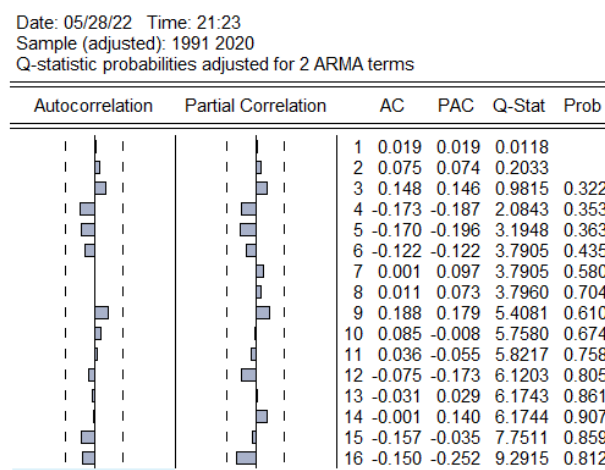 Date: 05/28/22 Time: 21:23
Sample (adjusted): 1991 2020
Q-statistic probabilities adjusted for 2 ARMA terms
Autocorrelation Partial Correlation AC PAC Q-Stat Prob
1 0.019 0.019 0.0118
2 0.075 0.074 0.2033
3 0.148 0.146 0.9815 0.322
4 -0.173 -0.187 2.0843 0.353
5 -0.170 -0.196 3.1948 0.363
6 -0.122 -0.122 3.7905 0.435
7 0.001 0.097 3.7905 0.580
8 0.011 0.073 3.7960 0.704
9 0.188 0.179 5.4081 0.610
10 0.085 -0.008 5.7580 0.674
11 0.036 -0.055 5.8217 0.758
12 -0.075 -0.173 6.1203 0.805
13 -0.031 0.029 6.1743 0.861
14 -0.001 0.140 6.1744 0.907
15 -0.157 -0.035 7.7511 0.859
16 -0.150 -0.252 9.2915 0.812